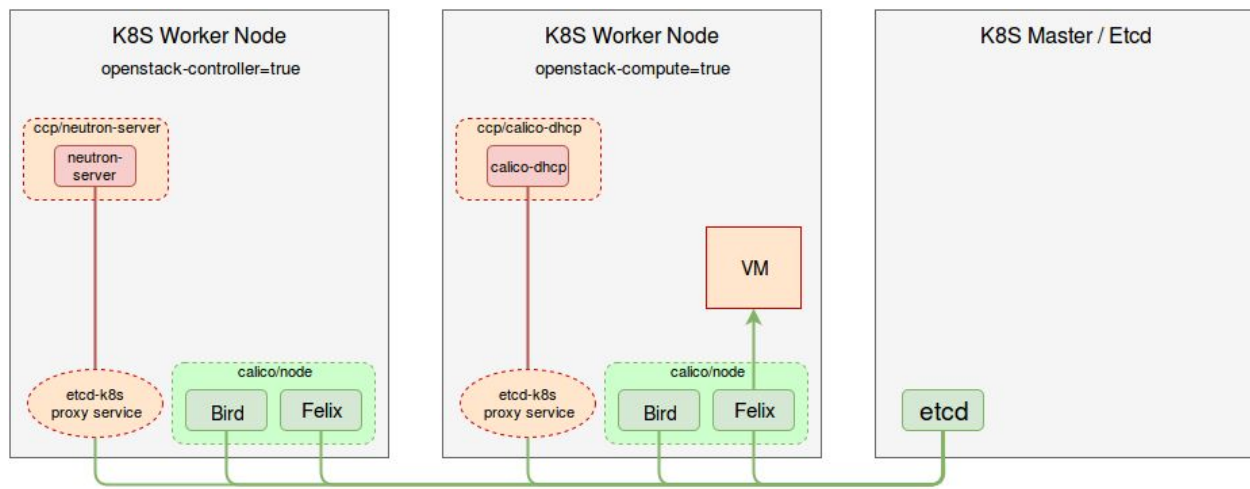 K8S Worker Node
openstack-controller=true
ccp/neutron-server
neutron-
server
etcd-k8s
proxy service
calico/node
Bird
Felix
K8S Worker Node
openstack-compute=true
ccp/calico-dhcp
calico-dhcp
VM
etcd-k8s
proxy service
calico/node
Bird
Felix
K8S Master / Etcd
etcd